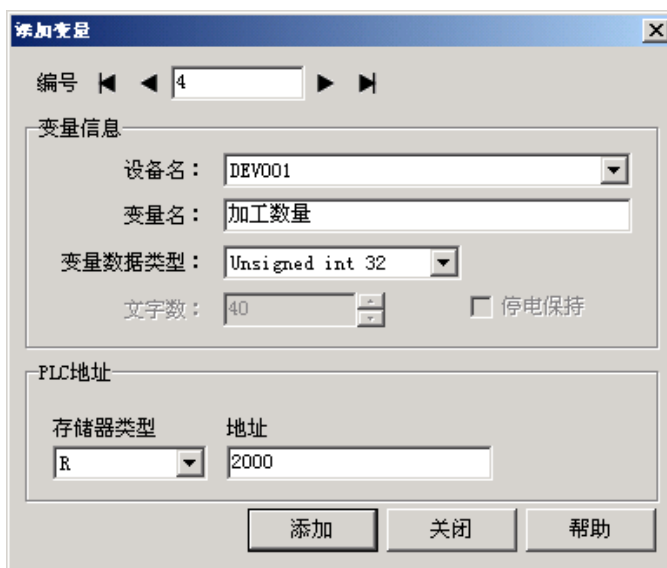 添加变量
编号 4
变量信息
设备名： DEV001
变量名： 加工数量
变量数据类型： Unsigned int 32
文字数： 40 停电保持
PLC地址
存储器类型 地址
R 2000
添加 关闭 帮助